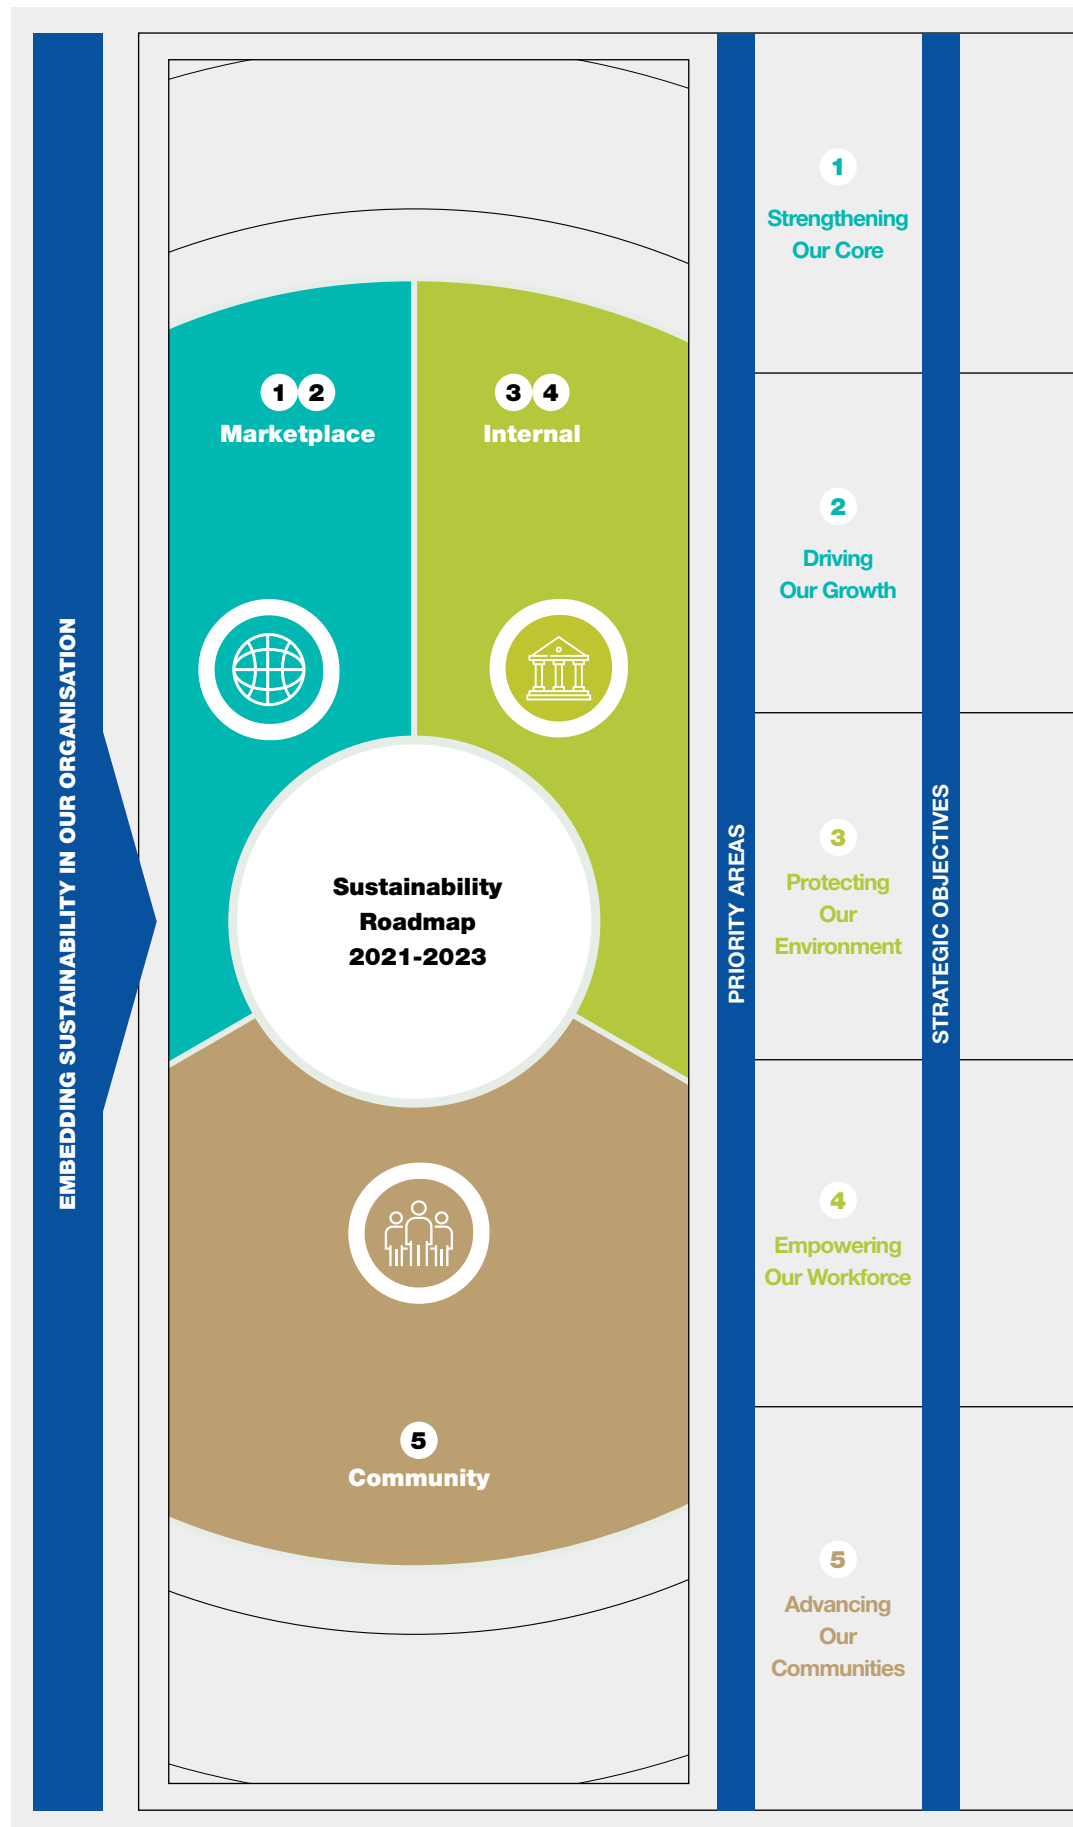 EMBEDDING SUSTAINABILITY IN OUR ORGANISATION
1 2
Marketplace
3 4
Internal
Sustainability
Roadmap
2021-2023
5
Community
PRIORITY AREAS
1
Strengthening
Our Core
2
Driving
Our Growth
3
Protecting
Our
Environment
4
Empowering
Our Workforce
5
Advancing
Our
Communities
STRATEGIC OBJECTIVES